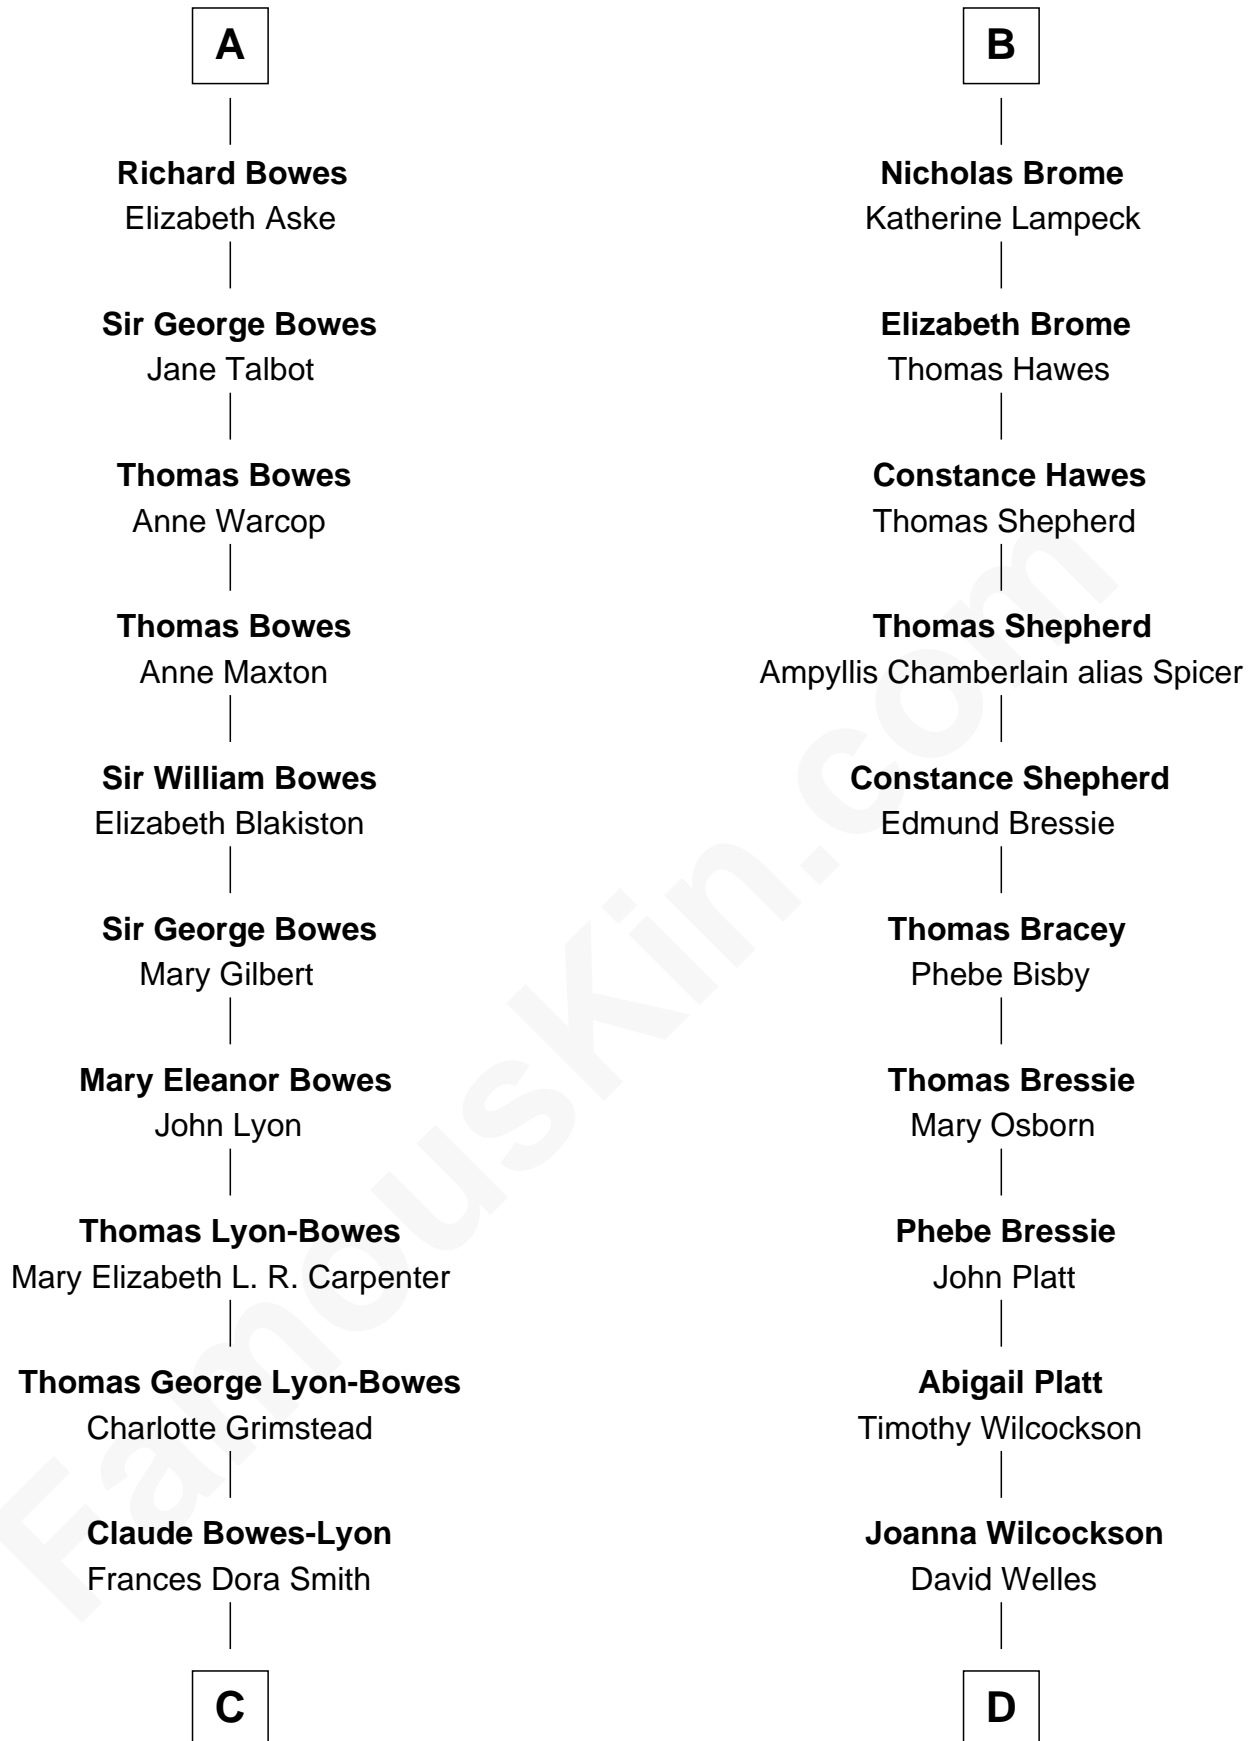 A
Richard Bowes
Elizabeth Aske
Sir George Bowes
Jane Talbot
Thomas Bowes
Anne Warcop
Thomas Bowes
Anne Maxton
Sir William Bowes
Elizabeth Blakiston
Sir George Bowes
Mary Gilbert
Mary Eleanor Bowes
John Lyon
Thomas Lyon-Bowes
Mary Elizabeth L. R. Carpenter
Thomas George Lyon-Bowes
Charlotte Grimstead
Claude Bowes-Lyon
Frances Dora Smith
C
B
Nicholas Brome
Katherine Lampeck
Elizabeth Brome
Thomas Hawes
Constance Hawes
Thomas Shepherd
Thomas Shepherd
Ampyllis Chamberlain alias Spicer
Constance Shepherd
Edmund Bressie
Thomas Bracey
Phebe Bisby
Thomas Bressie
Mary Osborn
Phebe Bressie
John Platt
Abigail Platt
Timothy Wilcockson
Joanna Wilcockson
David Welles
D
FamousKin.com